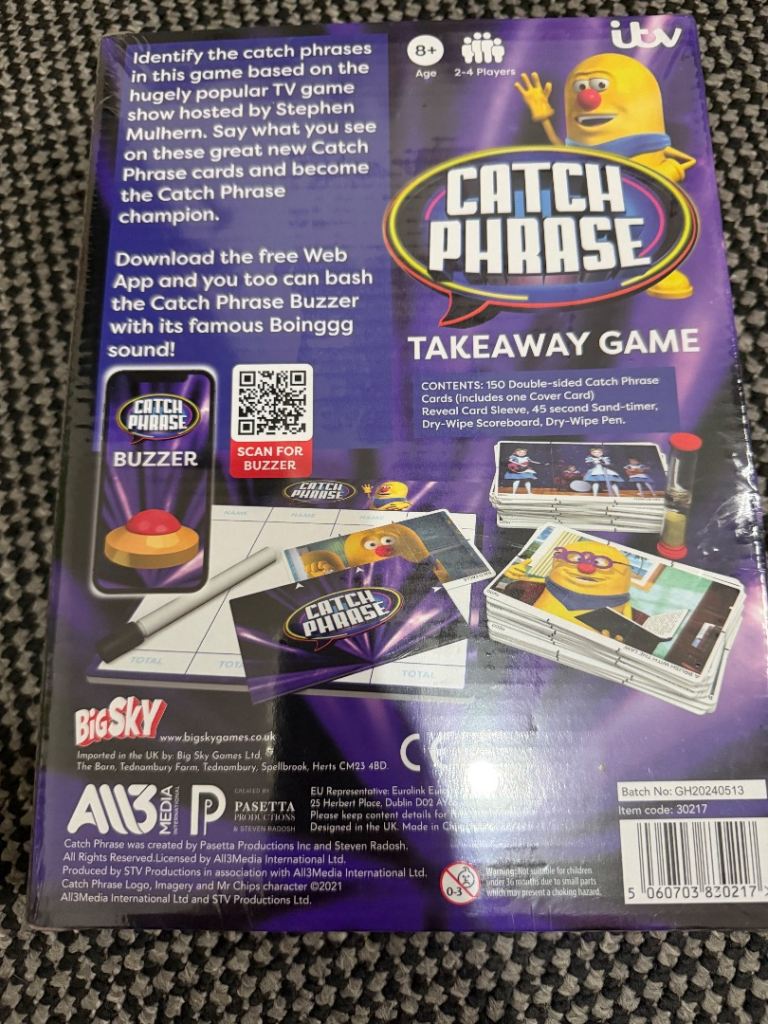 Identify the catch phrases
in this game based on the
hugely popular TV game
show hosted by Stephen
Mulhern. Say what you see
on these great new Catch
Phrase cards and become
the Catch Phrase
champion.
Download the free Web
App and you too can bash
the Catch Phrase Buzzer
with its famous Boinggg
sound!
8+
Age
2-4 Players
itv
CATCH
PHRASE
TAKEAWAY GAME
CONTENTS: 150 Double-sided Catch Phrase
Cards (includes one Cover Card)
Reveal Card Sleeve, 45 second Sand-timer,
Dry-Wipe Scoreboard, Dry-Wipe Pen.
CATCH
PHRASE
BUZZER
SCAN FOR
BUZZER
CATCH
PHRASE
NAME NAME NAME
CATCH
PHRASE
TOTAL TOTAL
BIG SKY
www.bigskygames.co.uk
Imported in the UK by: Big Sky Games Ltd.
The Barn, Tednambury Farm, Tednambury, Spellbrook, Herts CM23 4BD.
ALL3
MEDIA
INTERNATIONAL
CREATED BY
PASETTA
PRODUCTIONS
& STEVEN RADOSH
EU Representative: Eurolink
25 Herbert Place, Dublin D02
Please keep content details for
Designed in the UK. Made in
Catch Phrase was created by Pasetta Productions Inc and Steven Radosh.
All Rights Reserved.Licensed by All3Media International Ltd.
Produced by STV Productions in association with All3Media International Ltd.
Catch Phrase Logo, Imagery and Mr Chips character ©2021
All3Media International Ltd and STV Productions Ltd.
0-3
Warning: Not suitable for children
under 36 months due to small parts
which may present a choking hazard.
Batch No: GH20240513
Item code: 30217
5 060703 830217 >